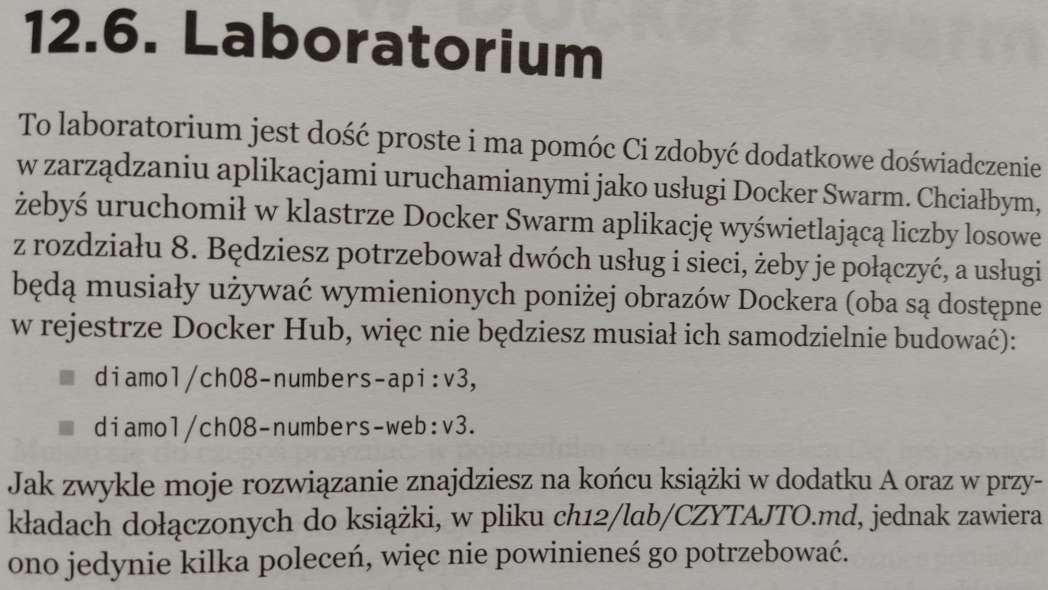 12.6. Laboratorium
To laboratorium jest dość proste i ma pomóc Ci zdobyć dodatkowe doświadczenie
w zarządzaniu aplikacjami uruchamianymi jako usługi Docker Swarm. Chciałbym,
żebyś uruchomił w klastrze Docker Swarm aplikację wyświetlającą liczby losowe
z rozdziału 8. Będziesz potrzebował dwóch usług i sieci, żeby je połączyć, a usługi
będą musiały używać wymienionych poniżej obrazów Dockera (oba są dostępne
w rejestrze Docker Hub, więc nie będziesz musiał ich samodzielnie budować):
■ diamol/ch08-numbers-api:v3,
■ diamol/ch08-numbers-web:v3.
Jak zwykle moje rozwiązanie znajdziesz na końcu książki w dodatku A oraz w przy-
kładach dołączonych do książki, w pliku ch12/lab/CZYTAJTO.md, jednak zawiera
ono jedynie kilka poleceń, więc nie powinieneś go potrzebować.